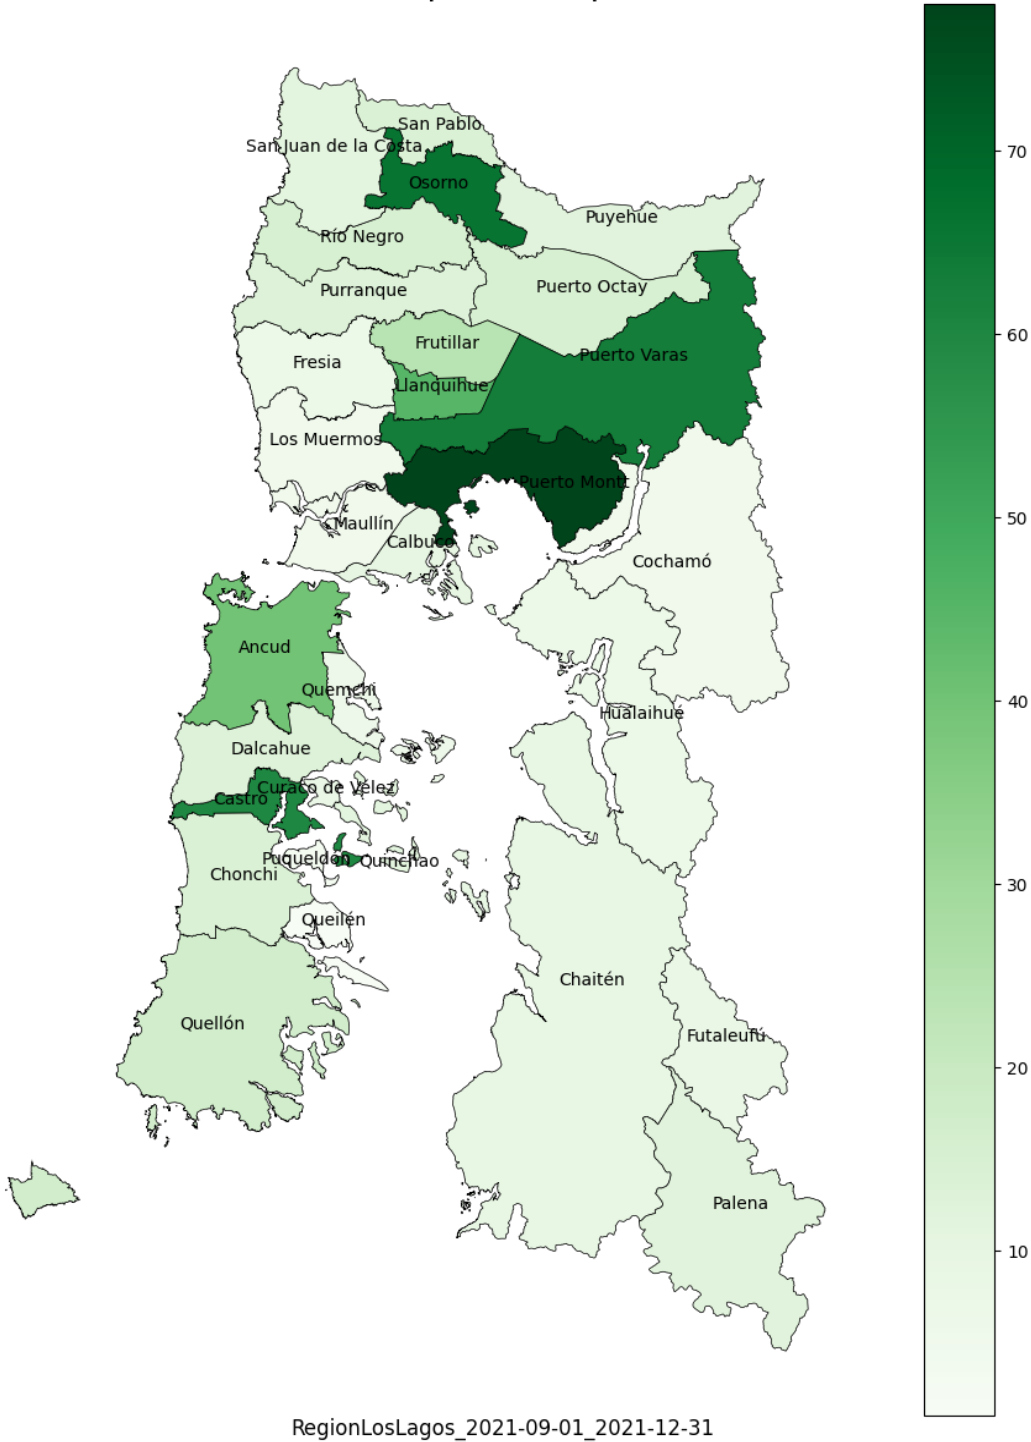 San Pablo
San Juan de la Costa
Osorno
Puyehue
Río Negro
Puerto Octay
Purranque
Frutillar
Puerto Varas
Fresia
Llanquihue
Los Muermos
Puerto Montt
Maullín
Calbuco
Cochamó
Ancud
Quemchi
Hualaihué
Dalcahue
Curaco de Vélez
Castro
Puqueldón
Quinchao
Chonchi
Queilén
Chaitén
Quellón
Futaleufú
Palena
70
60
50
40
30
20
10
RegionLosLagos_2021-09-01_2021-12-31